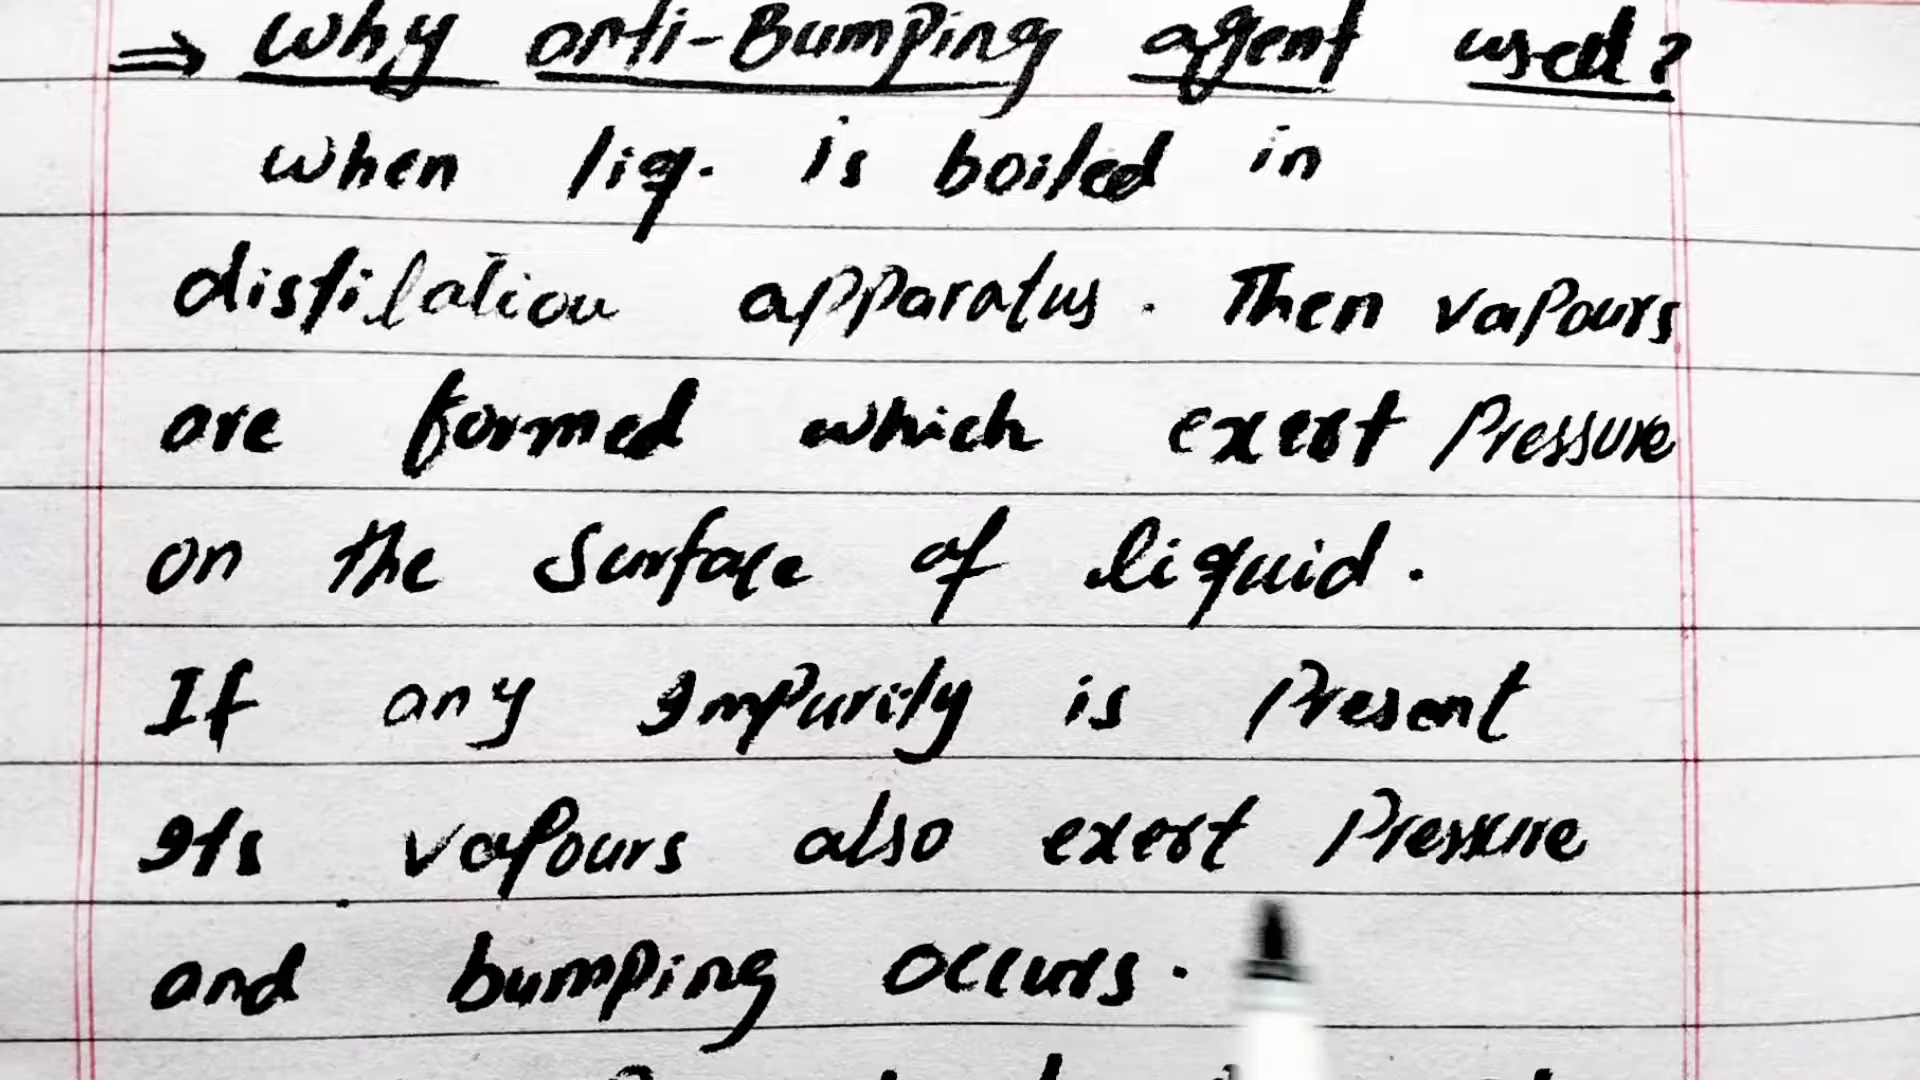 ⇒ Why anti-Bumping agent used?
when liq. is boiled in
distilation apparatus. Then vapours
are formed which exert Pressure
on the Surface of liquid.
If any Impurity is Present
Its vapours also exert Pressure
and bumping occurs.